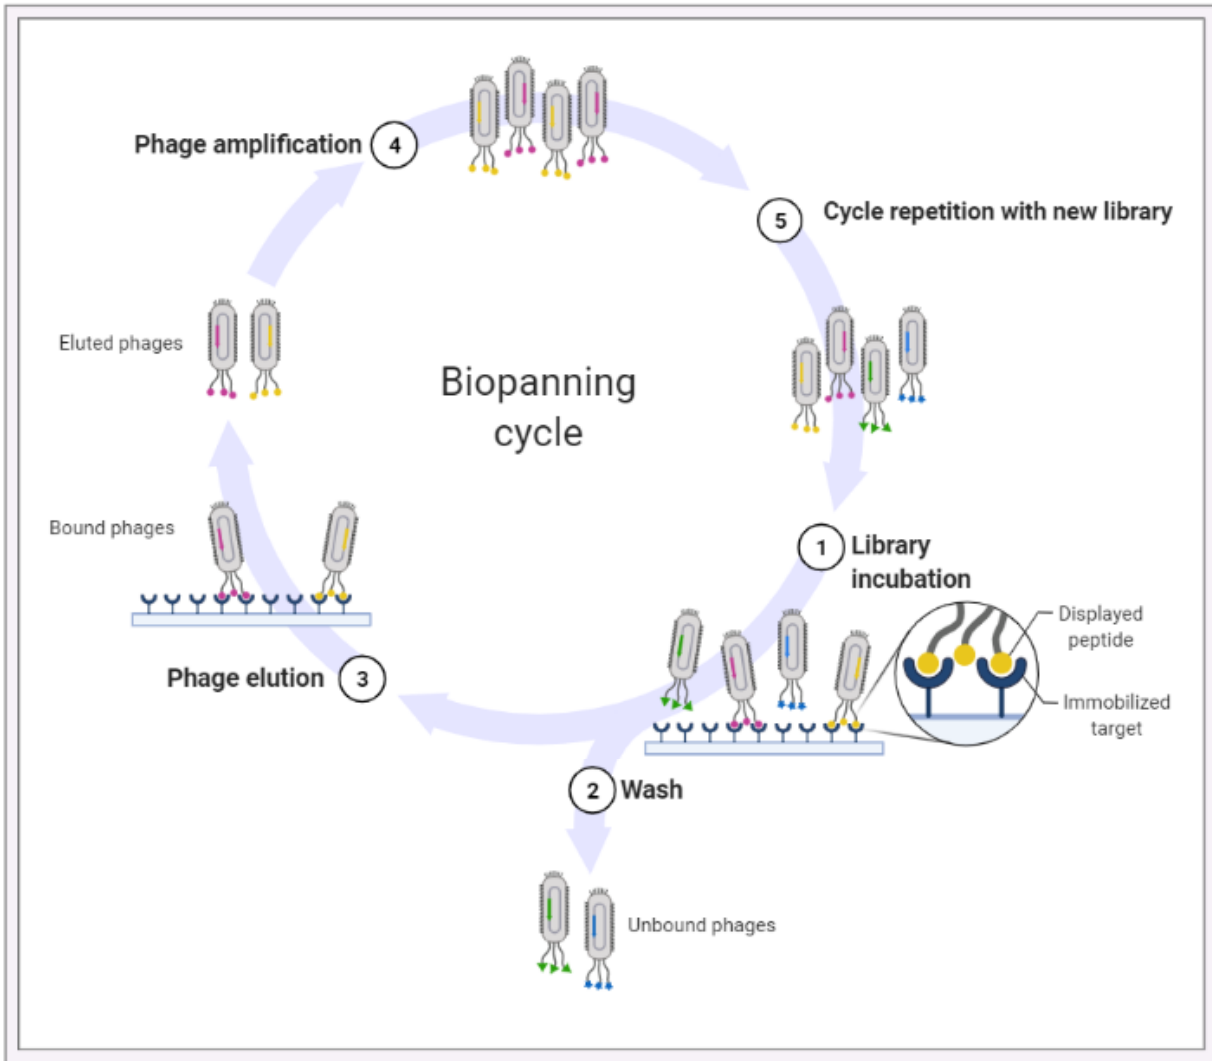 Phage amplification
4
5
Cycle repetition with new library
Eluted phages
Biopanning
cycle
Bound phages
1
Library
incubation
Displayed
peptide
Immobilized
target
Phage elution
3
2
Wash
Unbound phages